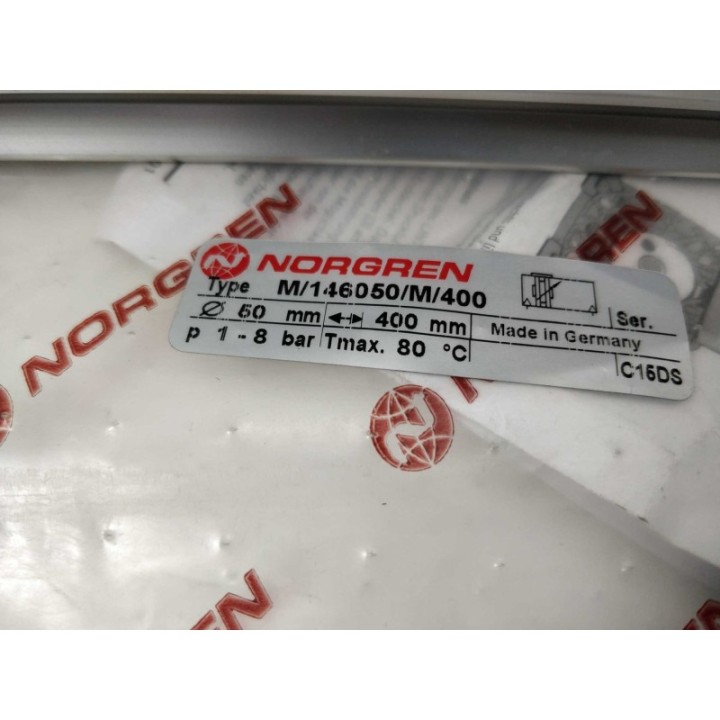 NORGREN
NORGREN
Type M/146050/M/400
Ø 50 mm 400 mm Made in Germany Ser.
p 1-8 bar Tmax. 80 °C C15DS
NORGREN
NORGREN